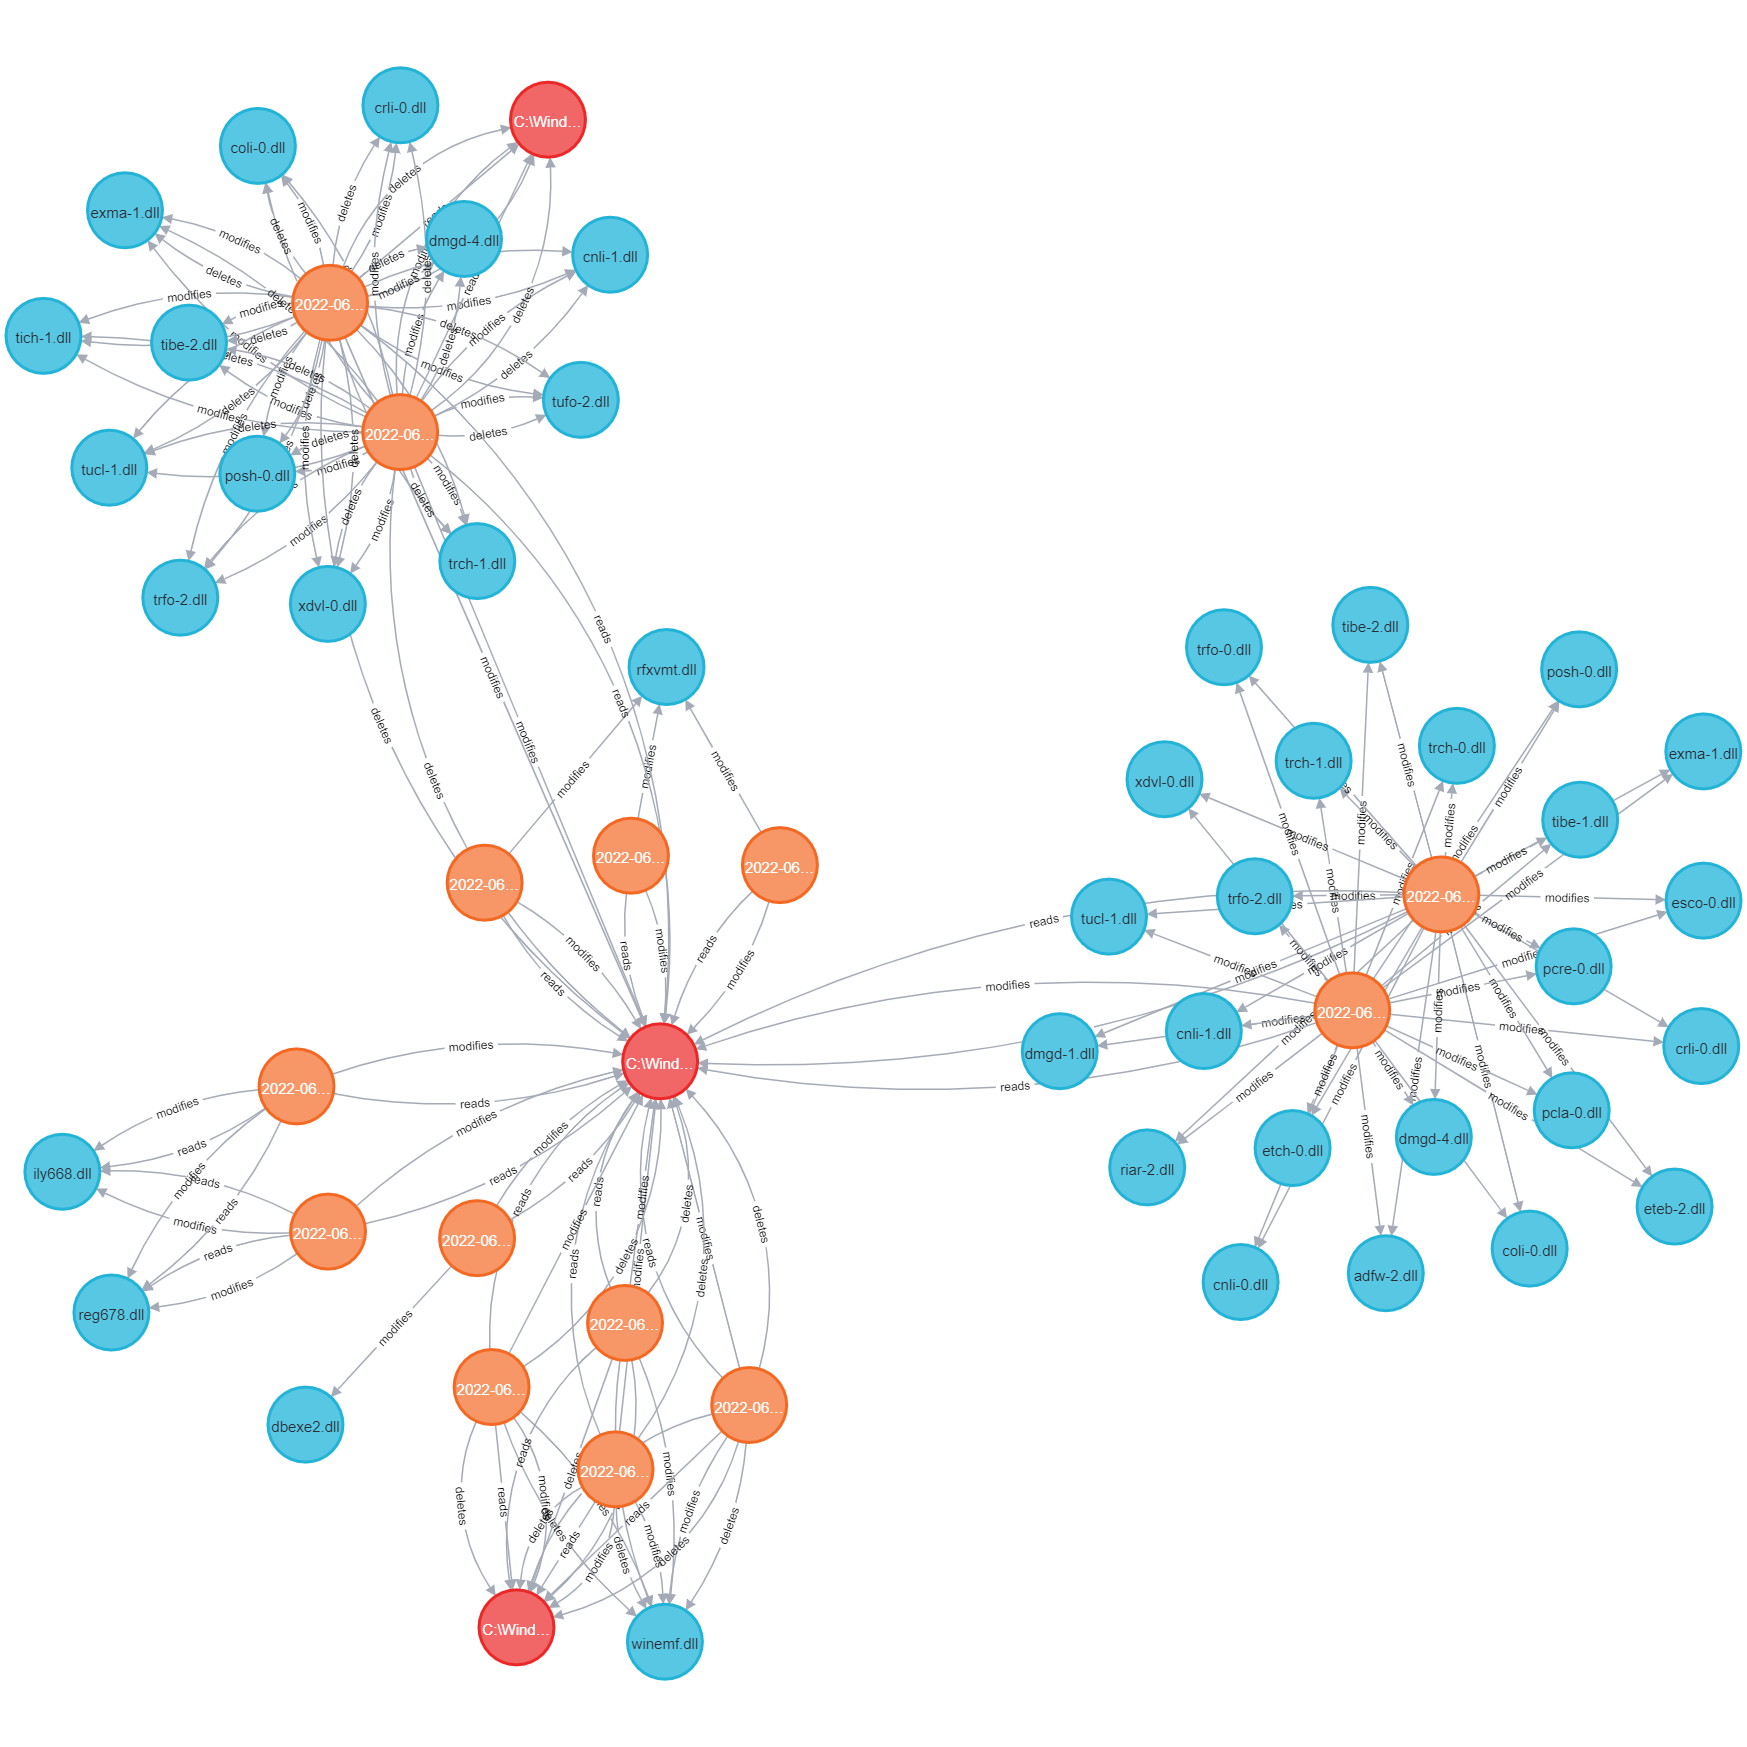 crli-0.dll
C:\Wind...
coli-0.dll
exma-1.dll
dmgd-4.dll
cnli-1.dll
2022-06...
tich-1.dll
tibe-2.dll
tufo-2.dll
2022-06...
tucl-1.dll
posh-0.dll
trch-1.dll
trfo-2.dll
xdvl-0.dll
deletes
modifies
reads
rfxvmt.dll
2022-06...
2022-06...
2022-06...
C:\Wind...
2022-06...
ily668.dll
2022-06...
reg678.dll
2022-06...
dbexe2.dll
2022-06...
2022-06...
2022-06...
2022-06...
C:\Wind...
winemf.dll
tibe-2.dll
trfo-0.dll
posh-0.dll
trch-0.dll
exma-1.dll
trch-1.dll
xdvl-0.dll
tibe-1.dll
trfo-2.dll
2022-06...
esco-0.dll
tucl-1.dll
pcre-0.dll
2022-06...
cnli-1.dll
dmgd-1.dll
crli-0.dll
pcla-0.dll
dmgd-4.dll
etch-0.dll
riar-2.dll
eteb-2.dll
coli-0.dll
adfw-2.dll
cnli-0.dll
modifies
reads